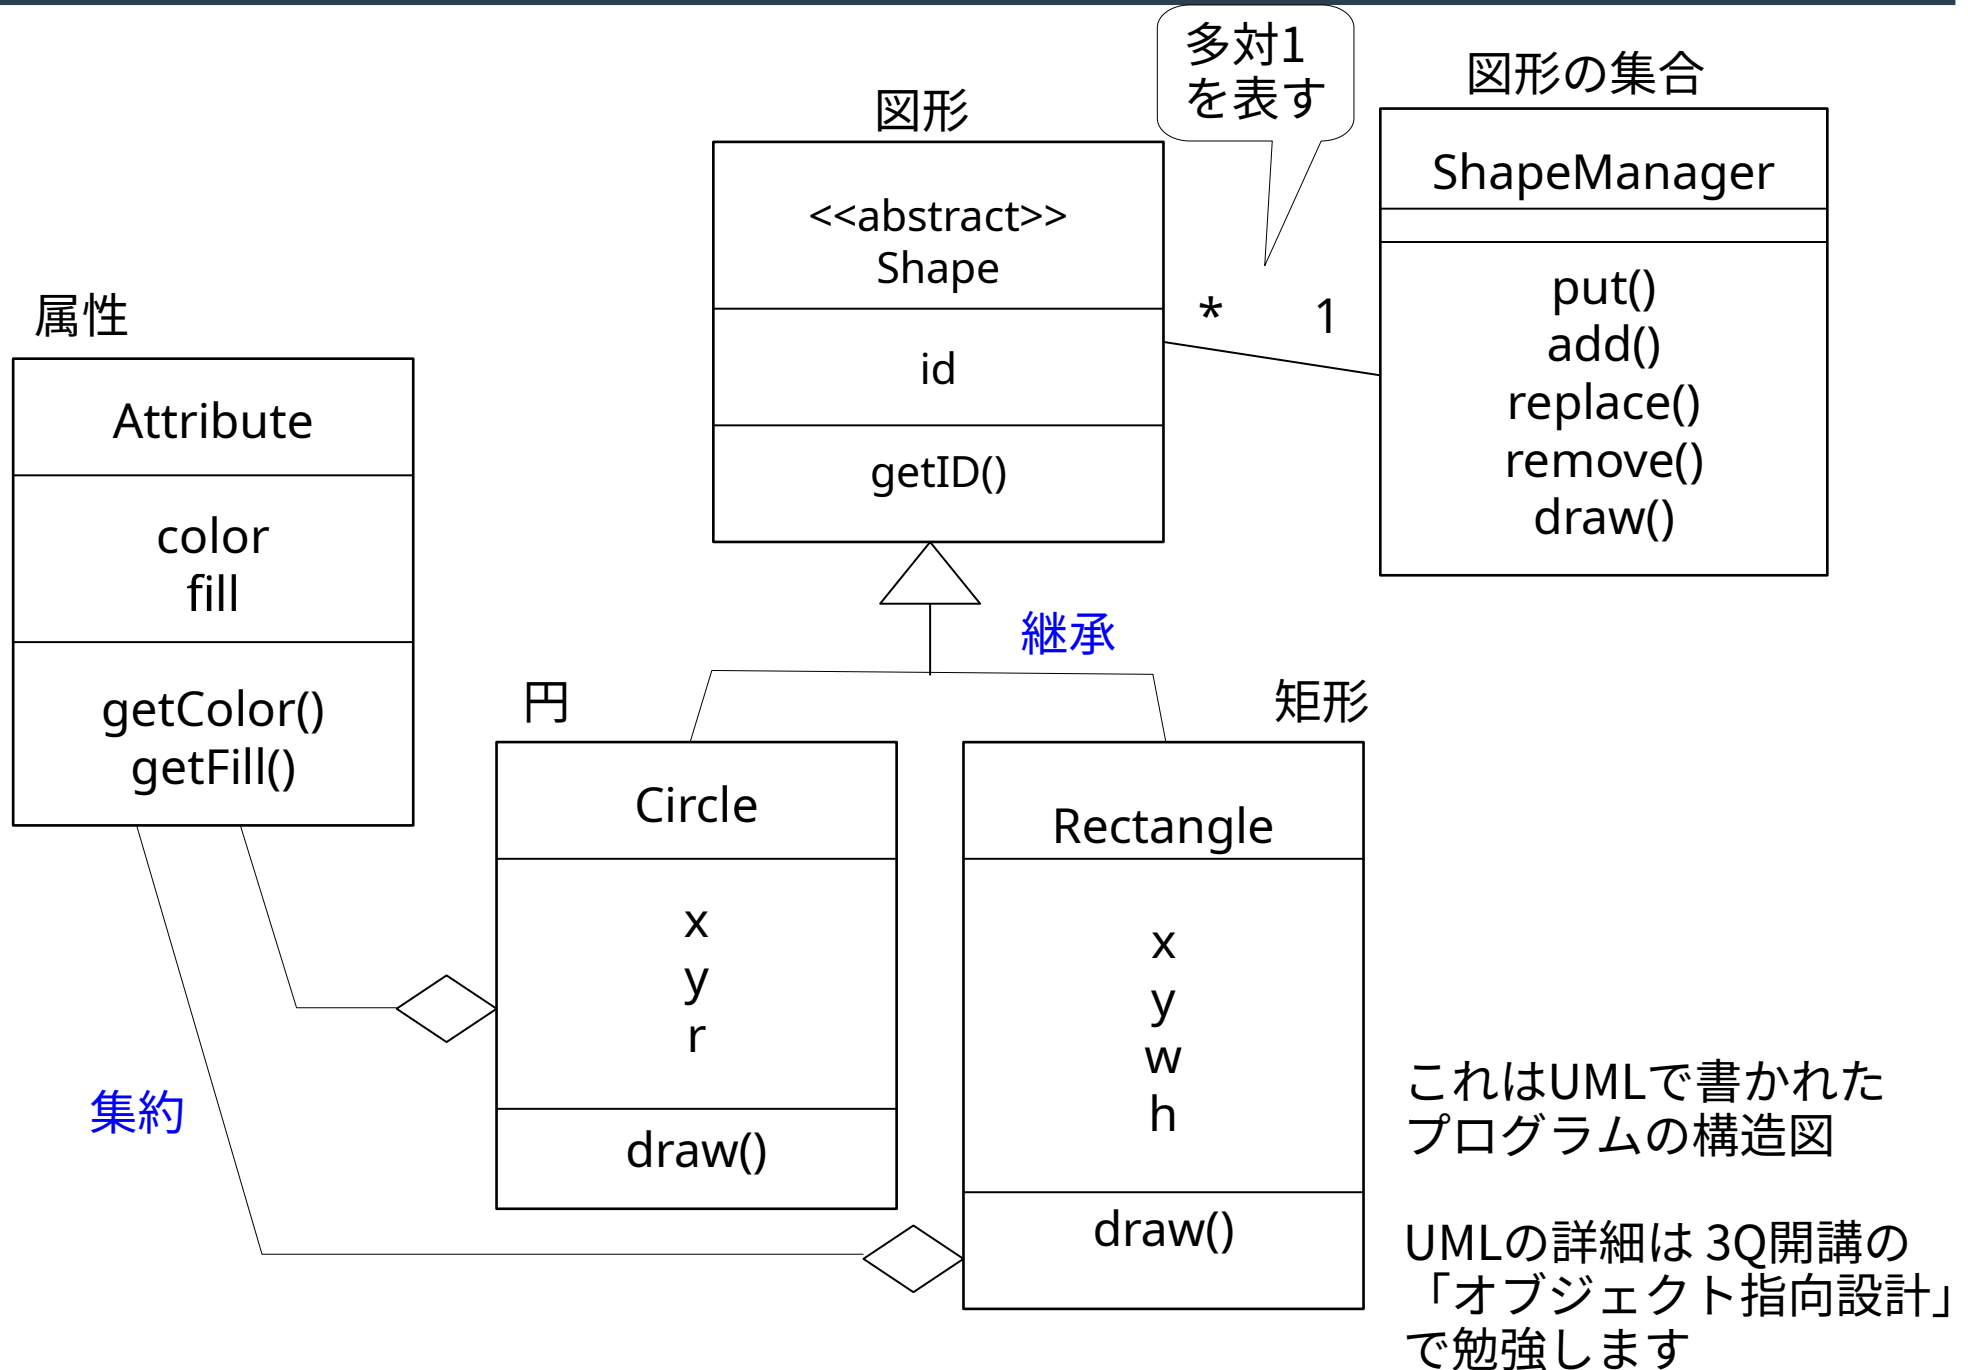 多対1
を表す
図形の集合
ShapeManager
put()
add()
replace()
remove()
draw()
図形
<<abstract>>
Shape
id
getID()
* 1
属性
Attribute
color
fill
getColor()
getFill()
継承
円
Circle
x
y
r
draw()
矩形
Rectangle
x
y
w
h
draw()
集約
これはUMLで書かれた
プログラムの構造図
UMLの詳細は 3Q開講の
「オブジェクト指向設計」
で勉強します